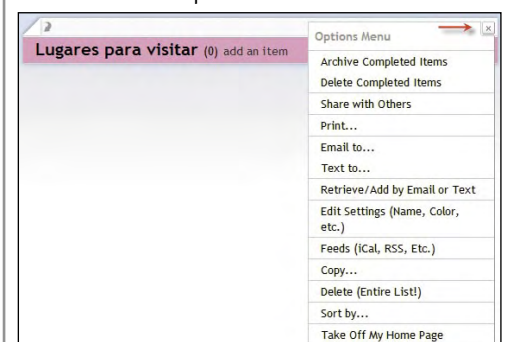 Lugares para visitar (0) add an item
Options Menu
Archive Completed Items
Delete Completed Items
Share with Others
Print...
Email to...
Text to...
Retrieve/Add by Email or Text
Edit Settings (Name, Color,
etc.)
Feeds (iCal, RSS, Etc.)
Copy...
Delete (Entire List!)
Sort by...
Take Off My Home Page